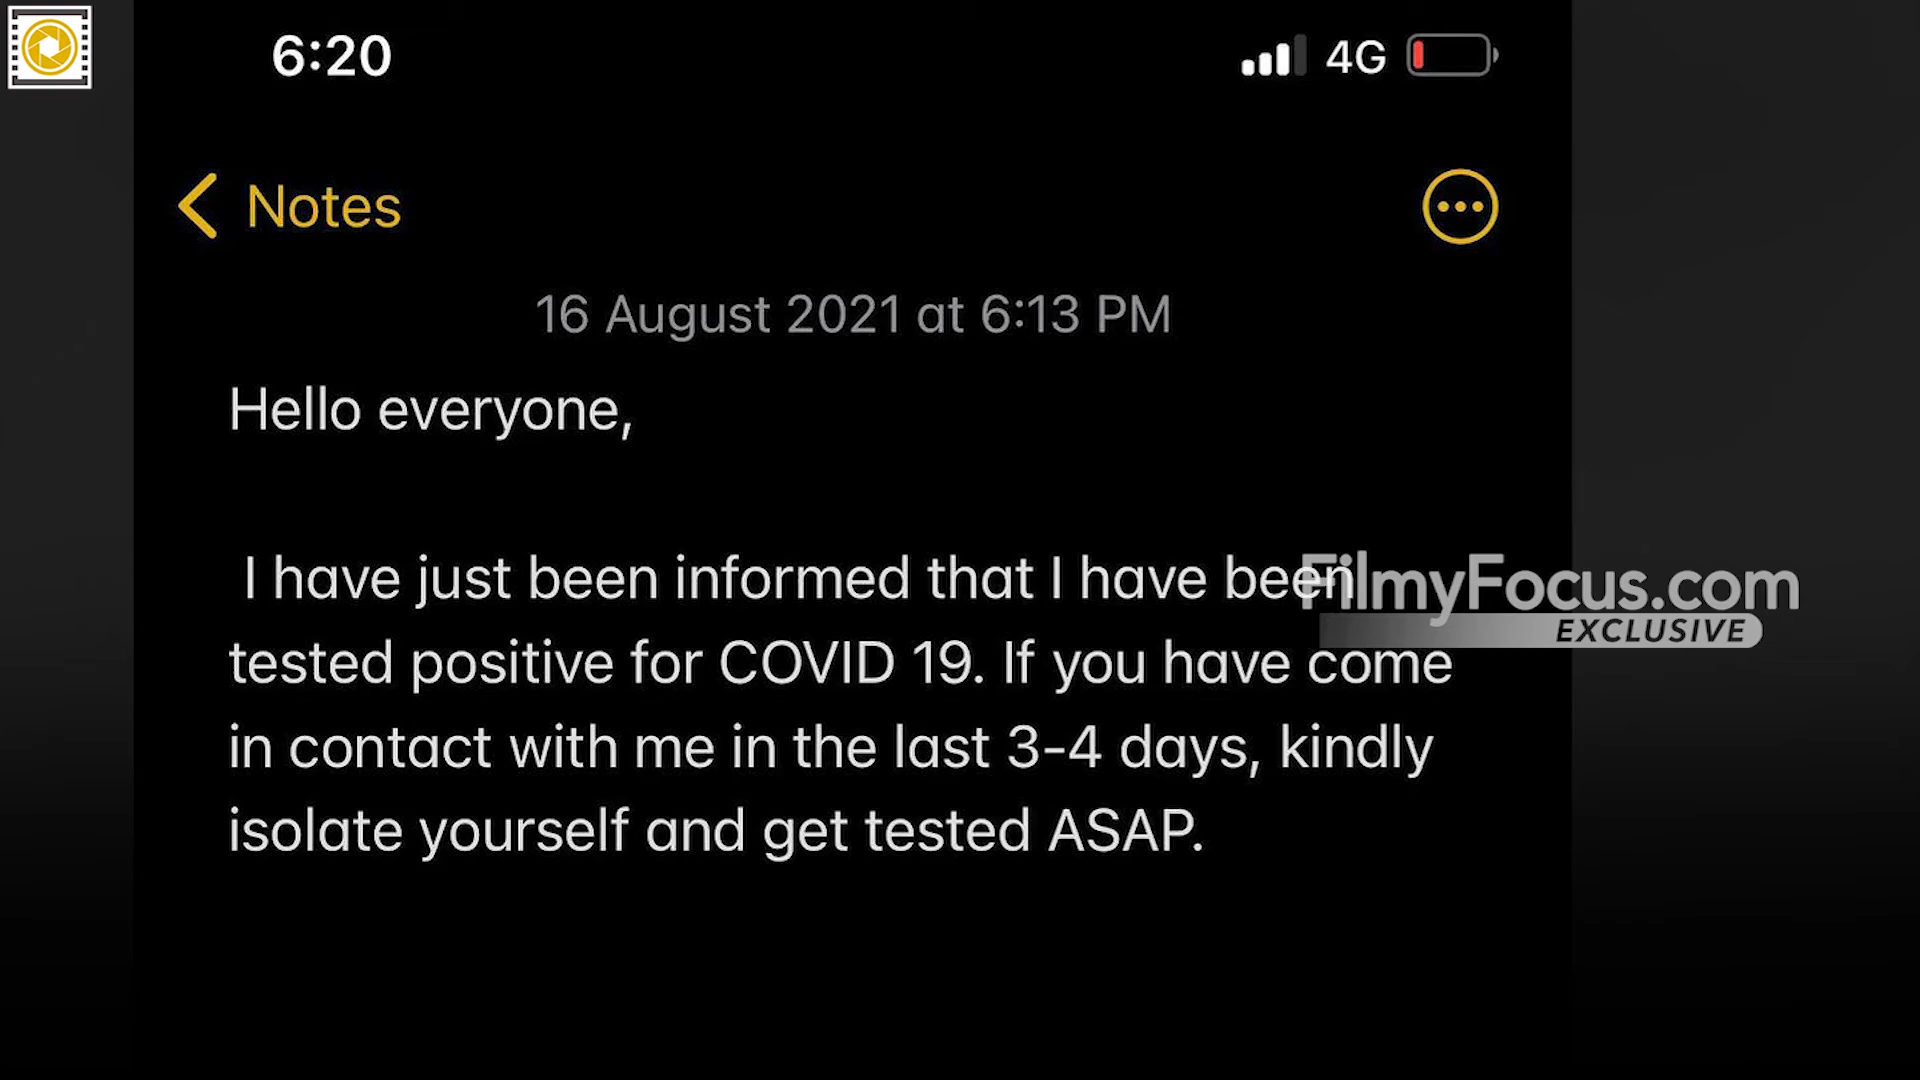 6:20
4G
Notes
16 August 2021 at 6:13 PM
Hello everyone,
I have just been informed that I have been
FilmyFocus.com
EXCLUSIVE
tested positive for COVID 19. If you have come
in contact with me in the last 3-4 days, kindly
isolate yourself and get tested ASAP.